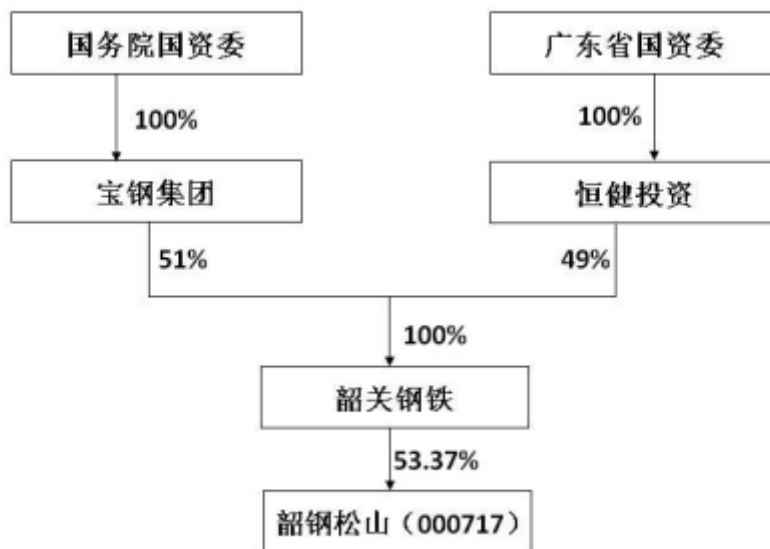 国务院国资委
广东省国资委
100%
100%
宝钢集团
恒健投资
51%
49%
100%
韶关钢铁
53.37%
韶钢松山（000717）